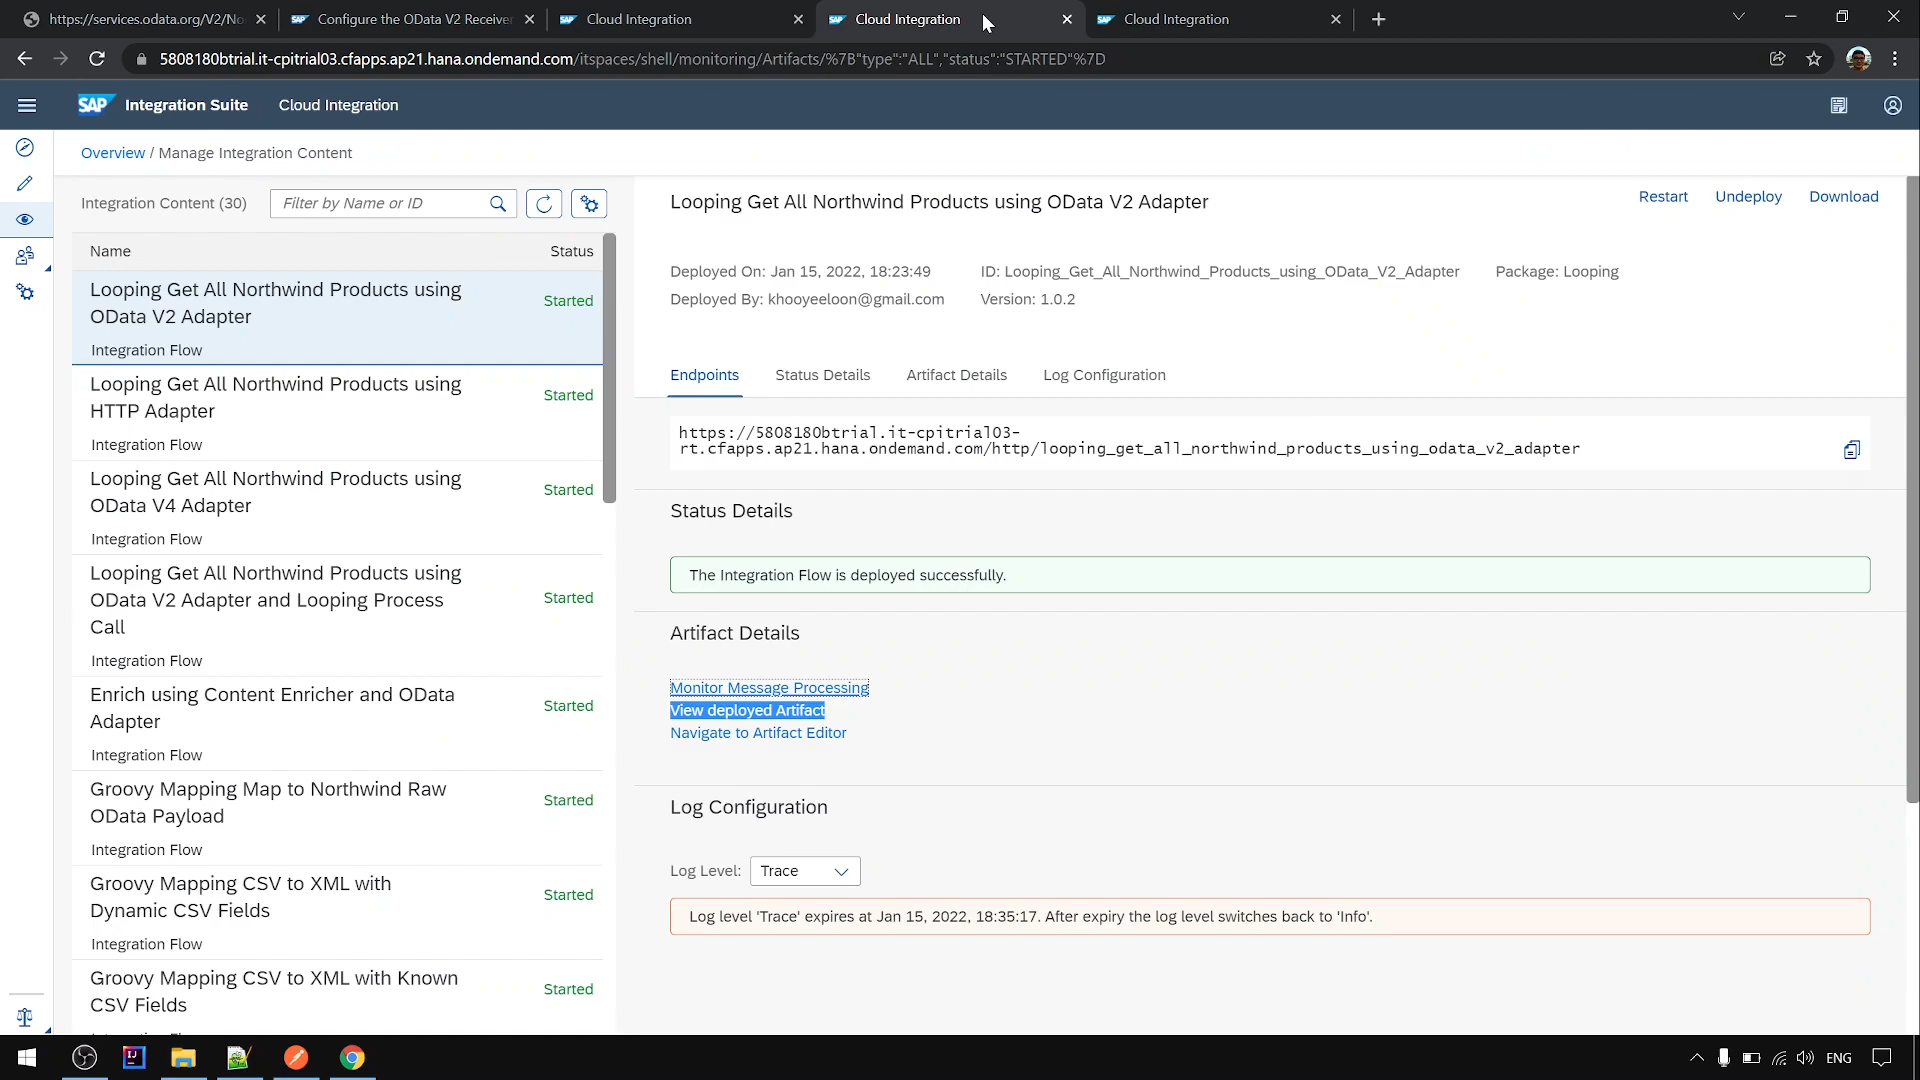 https://services.odata.org/V2/No
Configure the OData V2 Receiver
Cloud Integration
Cloud Integration
Cloud Integration
5808180btrial.it-cpitrial03.cfapps.ap21.hana.ondemand.com/itspaces/shell/monitoring/Artifacts/%7B"type":"ALL","status":"STARTED"%7D
SAP Integration Suite Cloud Integration
Overview / Manage Integration Content
Integration Content (30)
Filter by Name or ID
Name Status
Looping Get All Northwind Products using
OData V2 Adapter
Started
Integration Flow
Looping Get All Northwind Products using
HTTP Adapter
Started
Integration Flow
Looping Get All Northwind Products using
OData V4 Adapter
Started
Integration Flow
Looping Get All Northwind Products using
OData V2 Adapter and Looping Process
Call
Started
Integration Flow
Enrich using Content Enricher and OData
Adapter
Started
Integration Flow
Groovy Mapping Map to Northwind Raw
OData Payload
Started
Integration Flow
Groovy Mapping CSV to XML with
Dynamic CSV Fields
Started
Integration Flow
Groovy Mapping CSV to XML with Known
CSV Fields
Started
Looping Get All Northwind Products using OData V2 Adapter
Restart Undeploy Download
Deployed On: Jan 15, 2022, 18:23:49
ID: Looping_Get_All_Northwind_Products_using_OData_V2_Adapter
Package: Looping
Deployed By: khooyeeloon@gmail.com
Version: 1.0.2
Endpoints Status Details Artifact Details Log Configuration
https://5808180btrial.it-cpitrial03-
rt.cfapps.ap21.hana.ondemand.com/http/looping_get_all_northwind_products_using_odata_v2_adapter
Status Details
The Integration Flow is deployed successfully.
Artifact Details
Monitor Message Processing
View deployed Artifact
Navigate to Artifact Editor
Log Configuration
Log Level: Trace
Log level 'Trace' expires at Jan 15, 2022, 18:35:17. After expiry the log level switches back to 'Info'.
ENG